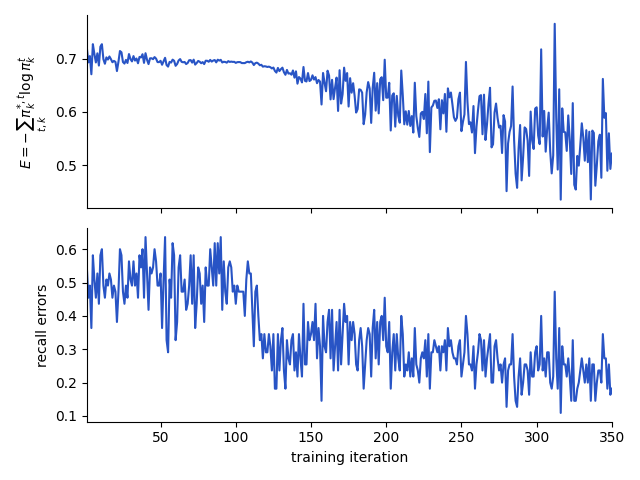 0.7
0.6
0.5
E = −∑ π_k^{*,t} log π_k^t
t, k
0.6
0.5
0.4
0.3
0.2
0.1
recall errors
50 100 150 200 250 300 350
training iteration